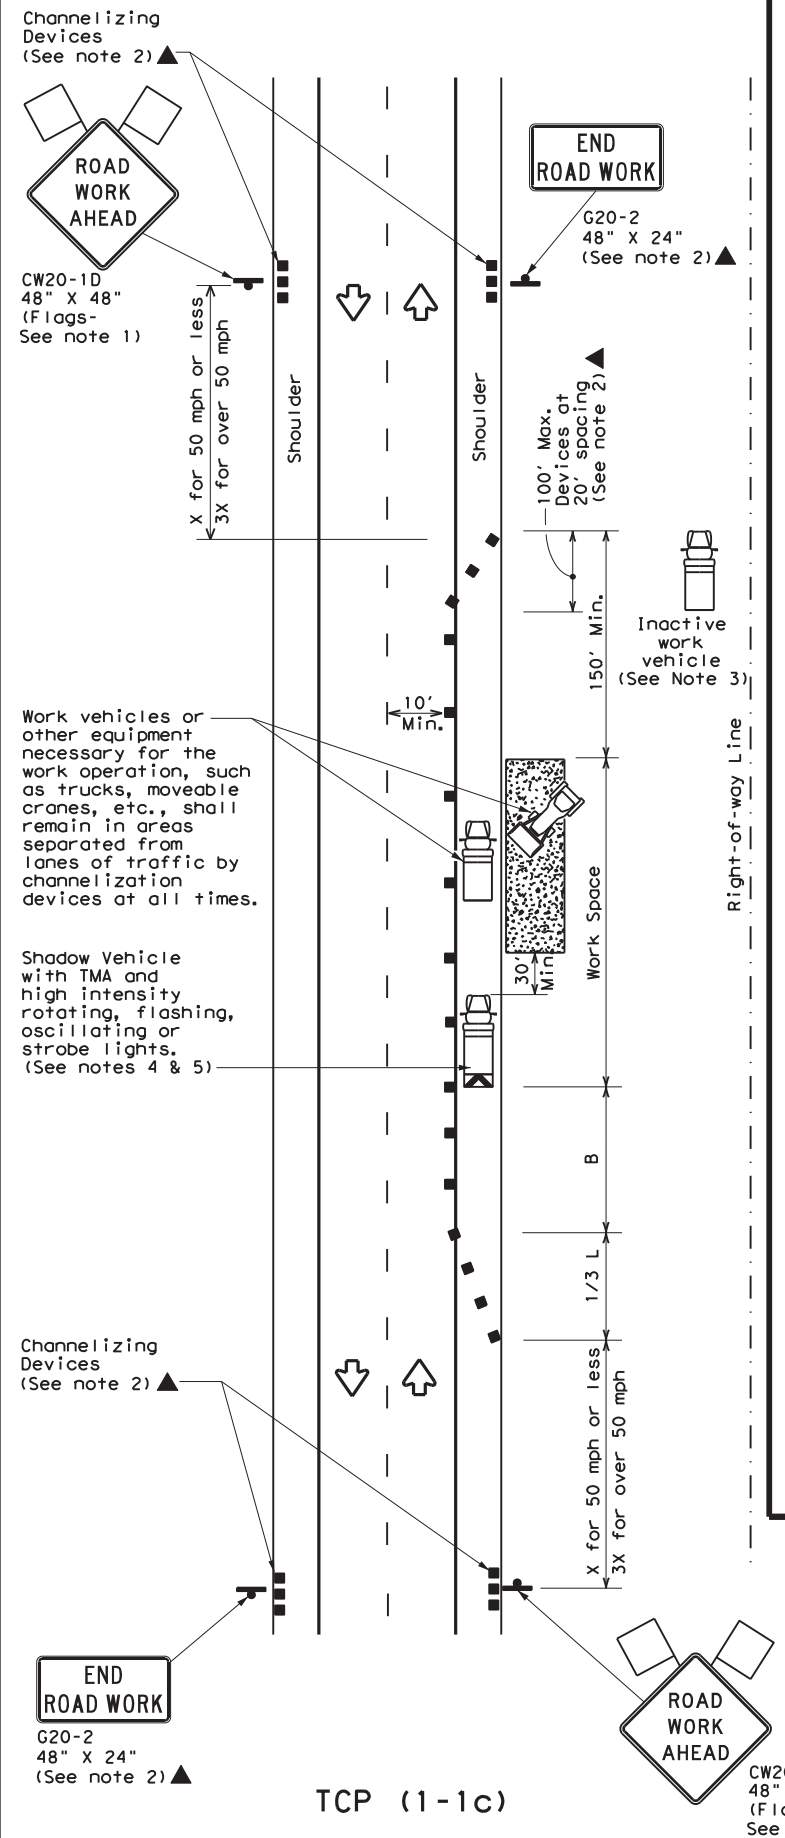 Channelizing
Devices
(See note 2)
ROAD
WORK
AHEAD
CW20-1D
48" X 48"
(Flags-
See note 1)
END
ROAD WORK
G20-2
48" X 24"
(See note 2)
X for 50 mph or less
3X for over 50 mph
Shoulder
Shoulder
100' Max.
Devices at
20' spacing
(See note 2)
150' Min.
Inactive
work
vehicle
(See Note 3)
10'
Min.
Right-of-way Line
Work vehicles or
other equipment
necessary for the
work operation, such
as trucks, moveable
cranes, etc., shall
remain in areas
separated from
lanes of traffic by
channelization
devices at all times.
Work Space
30'
Min.
Shadow Vehicle
with TMA and
high intensity
rotating, flashing,
oscillating or
strobe lights.
(See notes 4 & 5)
B
1/3 L
Channelizing
Devices
(See note 2)
X for 50 mph or less
3X for over 50 mph
END
ROAD WORK
G20-2
48" X 24"
(See note 2)
ROAD
WORK
AHEAD
48"
See
TCP (1-1c)